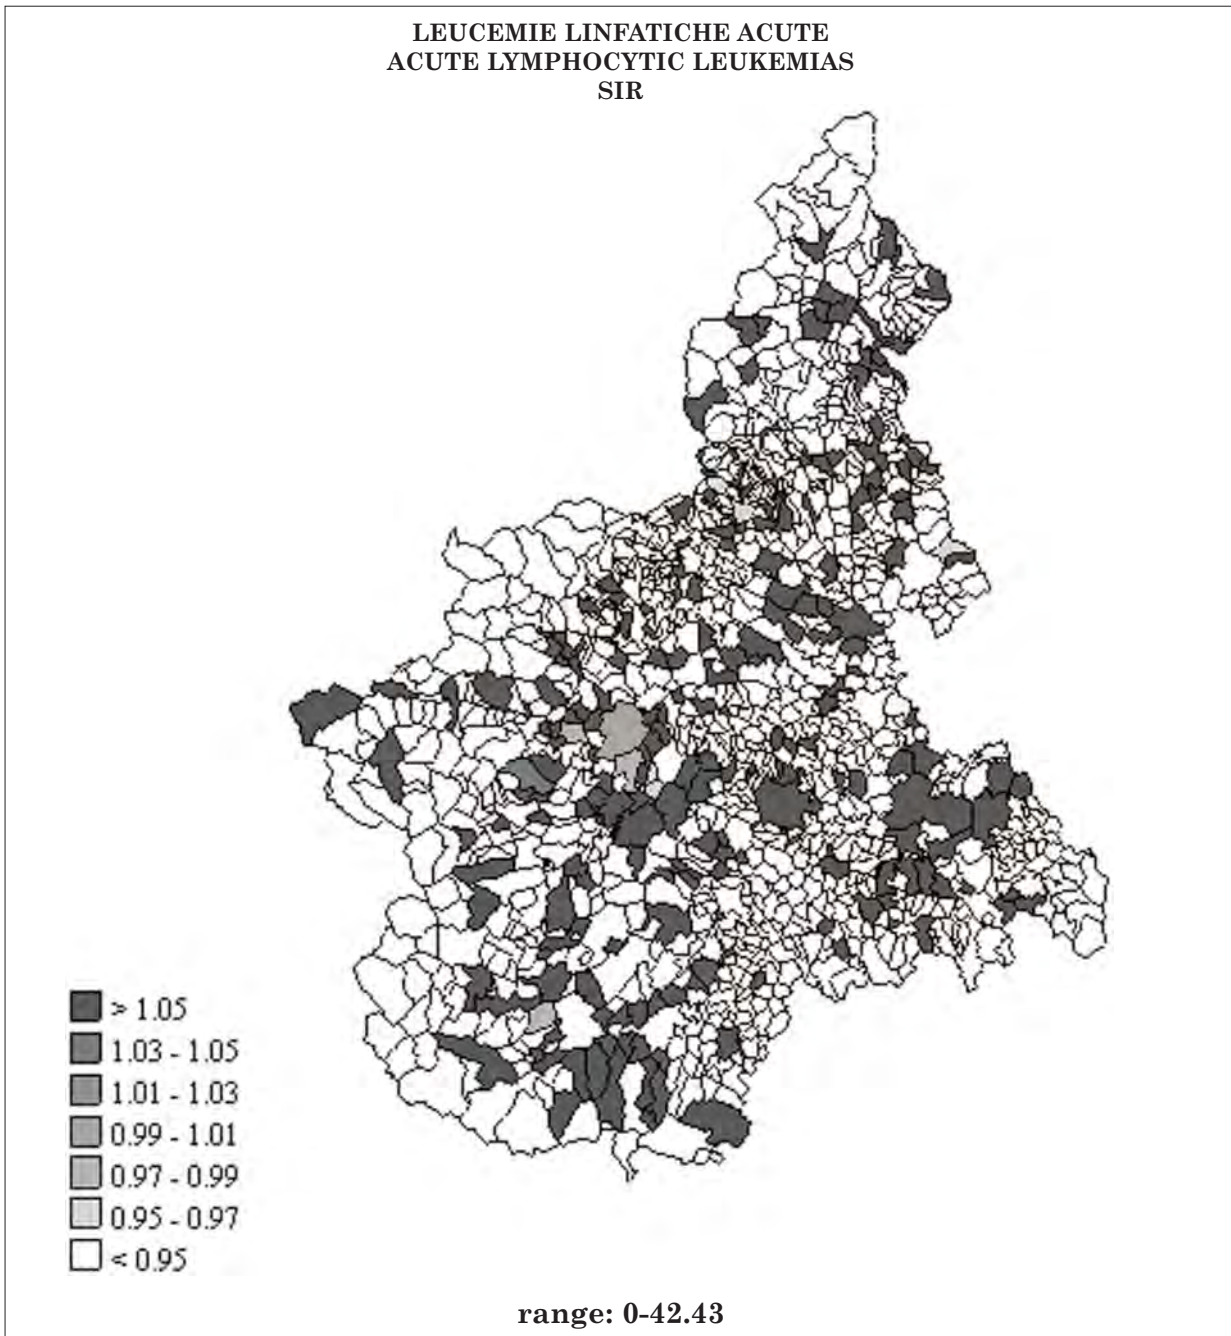 LEUCEMIE LINFATICHE ACUTE
ACUTE LYMPHOCYTIC LEUKEMIAS
SIR
> 1.05
1.03 - 1.05
1.01 - 1.03
0.99 - 1.01
0.97 - 0.99
0.95 - 0.97
< 0.95
range: 0-42.43